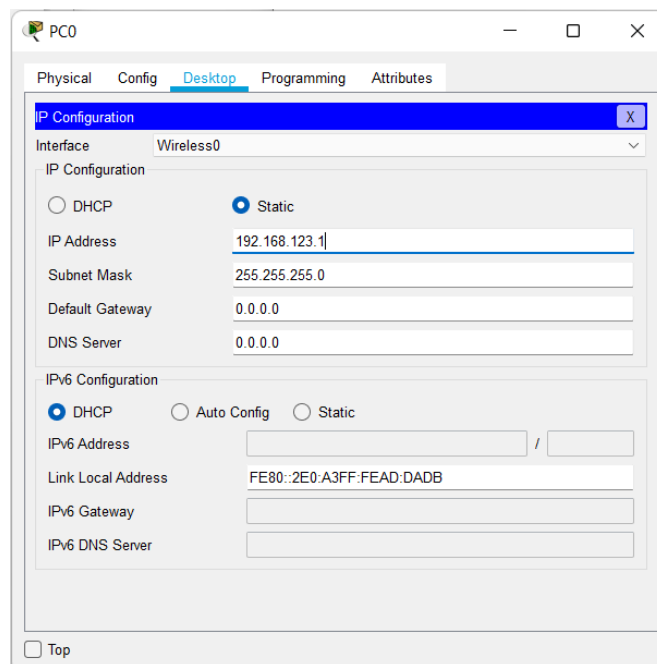 PC0
Physical Config Desktop Programming Attributes
IP Configuration X
Interface Wireless0
IP Configuration
DHCP Static
IP Address 192.168.123.1
Subnet Mask 255.255.255.0
Default Gateway 0.0.0.0
DNS Server 0.0.0.0
IPv6 Configuration
DHCP Auto Config Static
IPv6 Address /
Link Local Address FE80::2E0:A3FF:FEAD:DADB
IPv6 Gateway
IPv6 DNS Server
Top